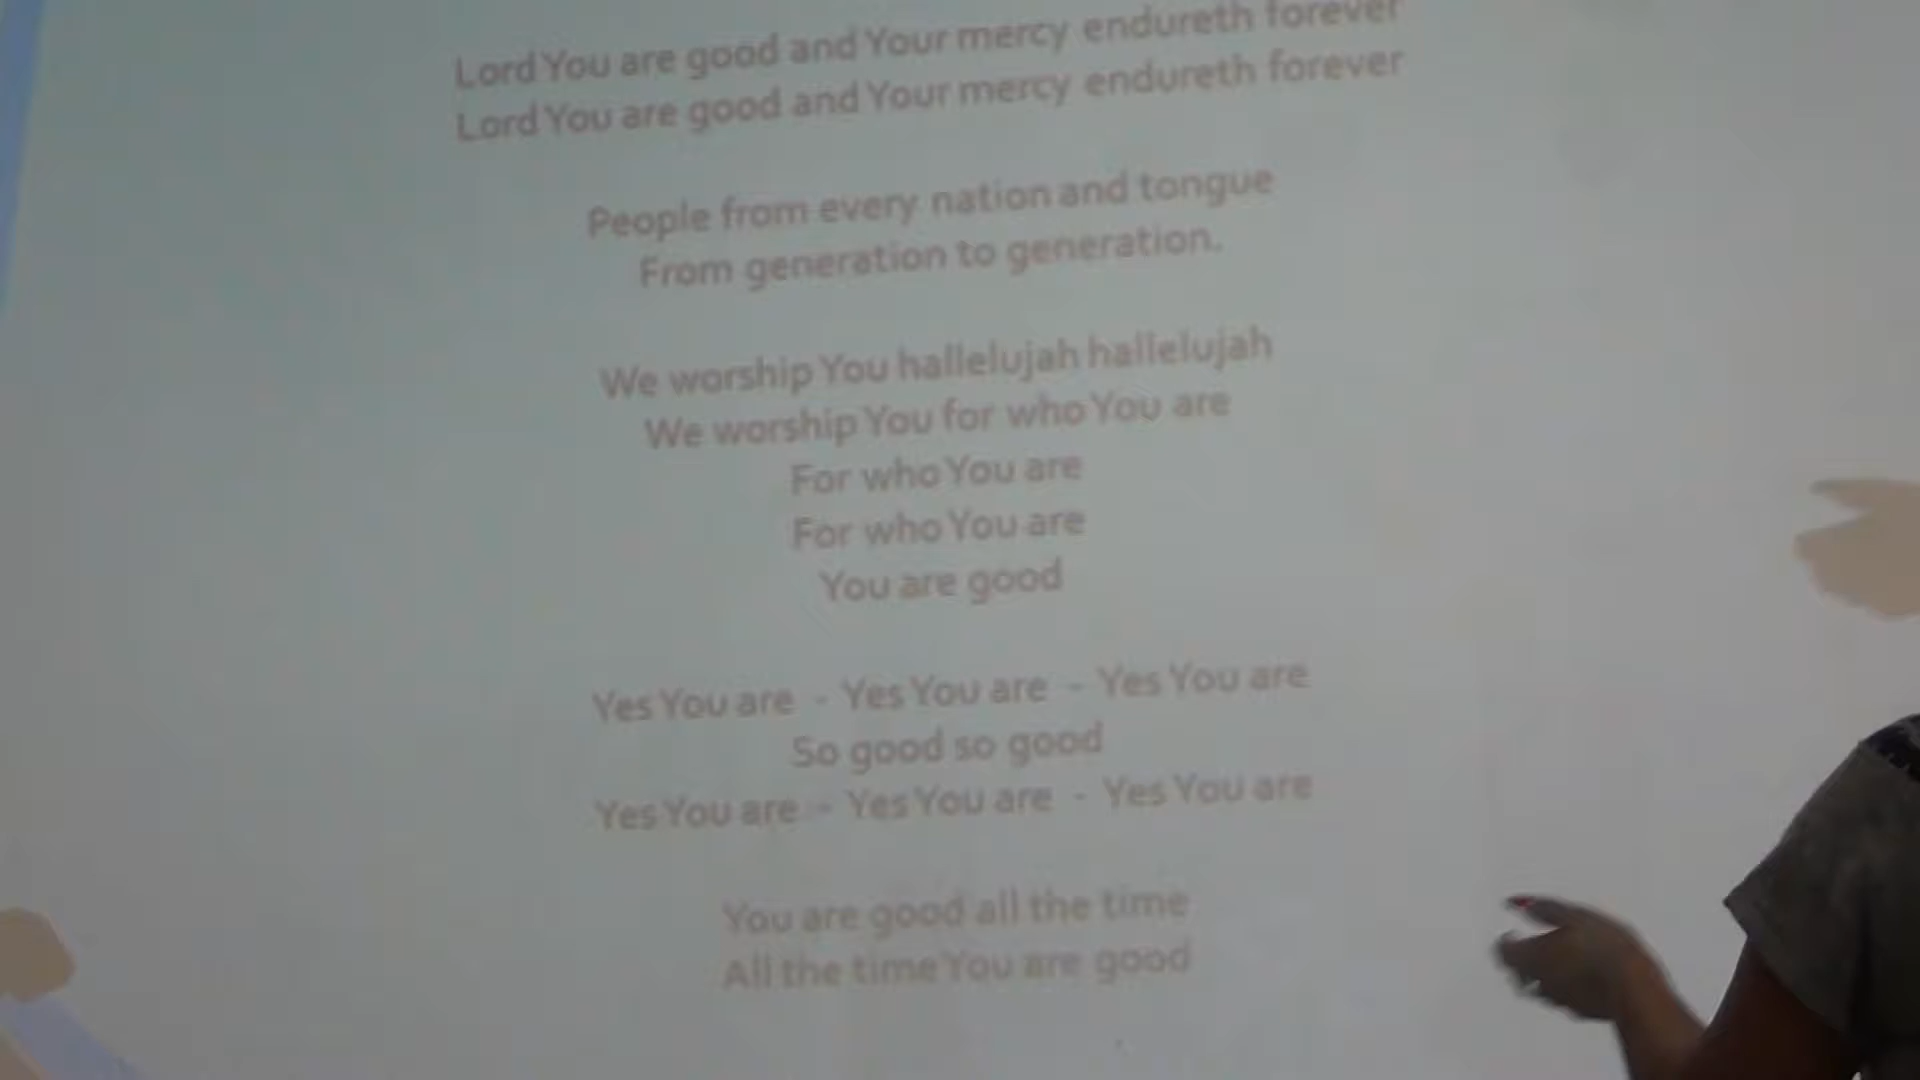 Lord You are good and Your mercy endureth forever
Lord You are good and Your mercy endureth forever
People from every nation and tongue
From generation to generation.
We worship You hallelujah hallelujah
We worship You for who You are
For who You are
For who You are
You are good
Yes You are - Yes You are - Yes You are
So good so good
Yes You are - Yes You are - Yes You are
You are good all the time
All the time You are good